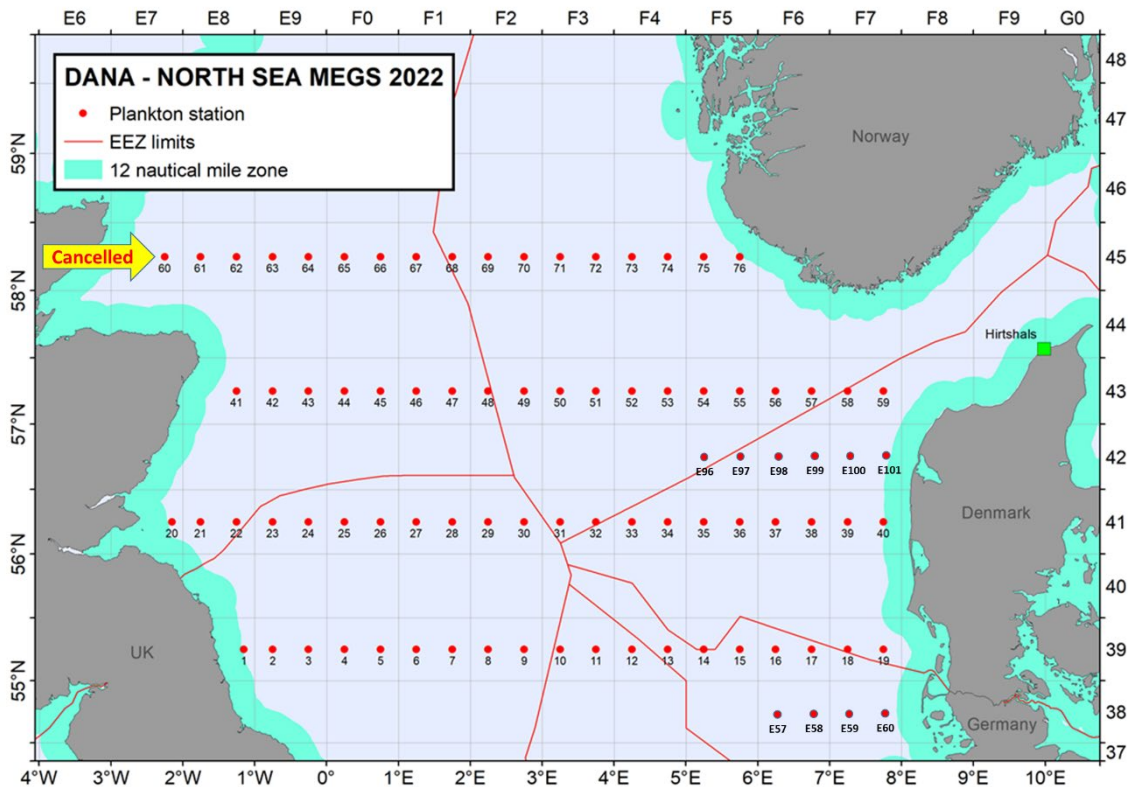 E6 E7 E8 E9 F0 F1 F2 F3 F4 F5 F6 F7 F8 F9 G0
DANA - NORTH SEA MEGS 2022
Plankton station
EEZ limits
12 nautical mile zone
48
47
59°N
Norway
46
Cancelled
60 61 62 63 64 65 66 67 68 69 70 71 72 73 74 75 76
45
58°N
44
Hirtshals
43
41 42 43 44 45 46 47 48 49 50 51 52 53 54 55 56 57 58 59
57°N
42
E96 E97 E98 E99 E100 E101
Denmark
41
20 21 22 23 24 25 26 27 28 29 30 31 32 33 34 35 36 37 38 39 40
56°N
40
UK
39
1 2 3 4 5 6 7 8 9 10 11 12 13 14 15 16 17 18 19
55°N
38
E57 E58 E59 E60
Germany
37
4°W 3°W 2°W 1°W 0° 1°E 2°E 3°E 4°E 5°E 6°E 7°E 8°E 9°E 10°E